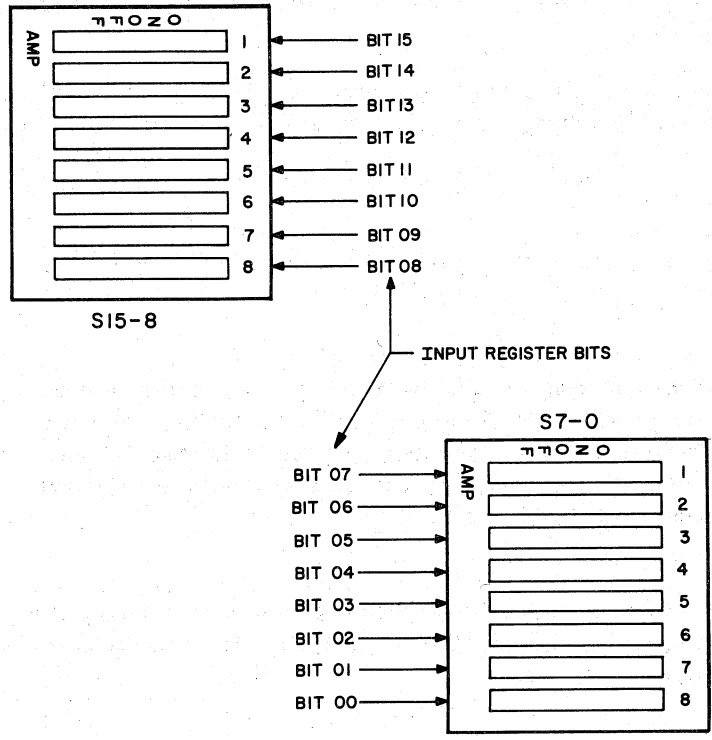 ON OFF
AMP
1 BIT 15
2 BIT 14
3 BIT 13
4 BIT 12
5 BIT 11
6 BIT 10
7 BIT 09
8 BIT 08
S15-8
INPUT REGISTER BITS
S7-0
ON OFF
AMP
BIT 07 1
BIT 06 2
BIT 05 3
BIT 04 4
BIT 03 5
BIT 02 6
BIT 01 7
BIT 00 8